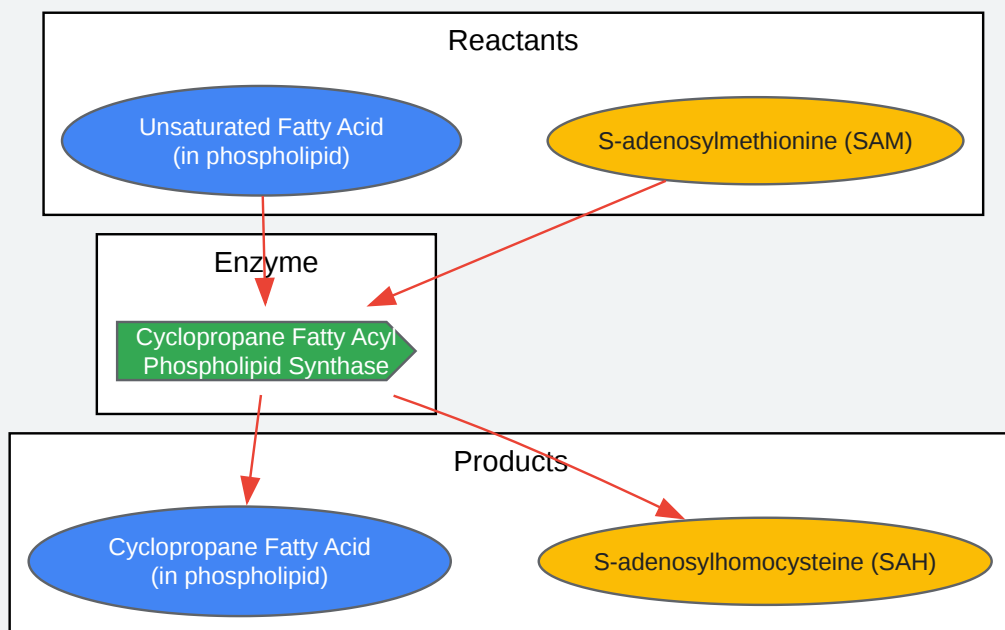 Reactants
Unsaturated Fatty Acid
(in phospholipid)
S-adenosylmethionine (SAM)
Enzyme
Cyclopropane Fatty Acyl
Phospholipid Synthase
Products
Cyclopropane Fatty Acid
(in phospholipid)
S-adenosylhomocysteine (SAH)